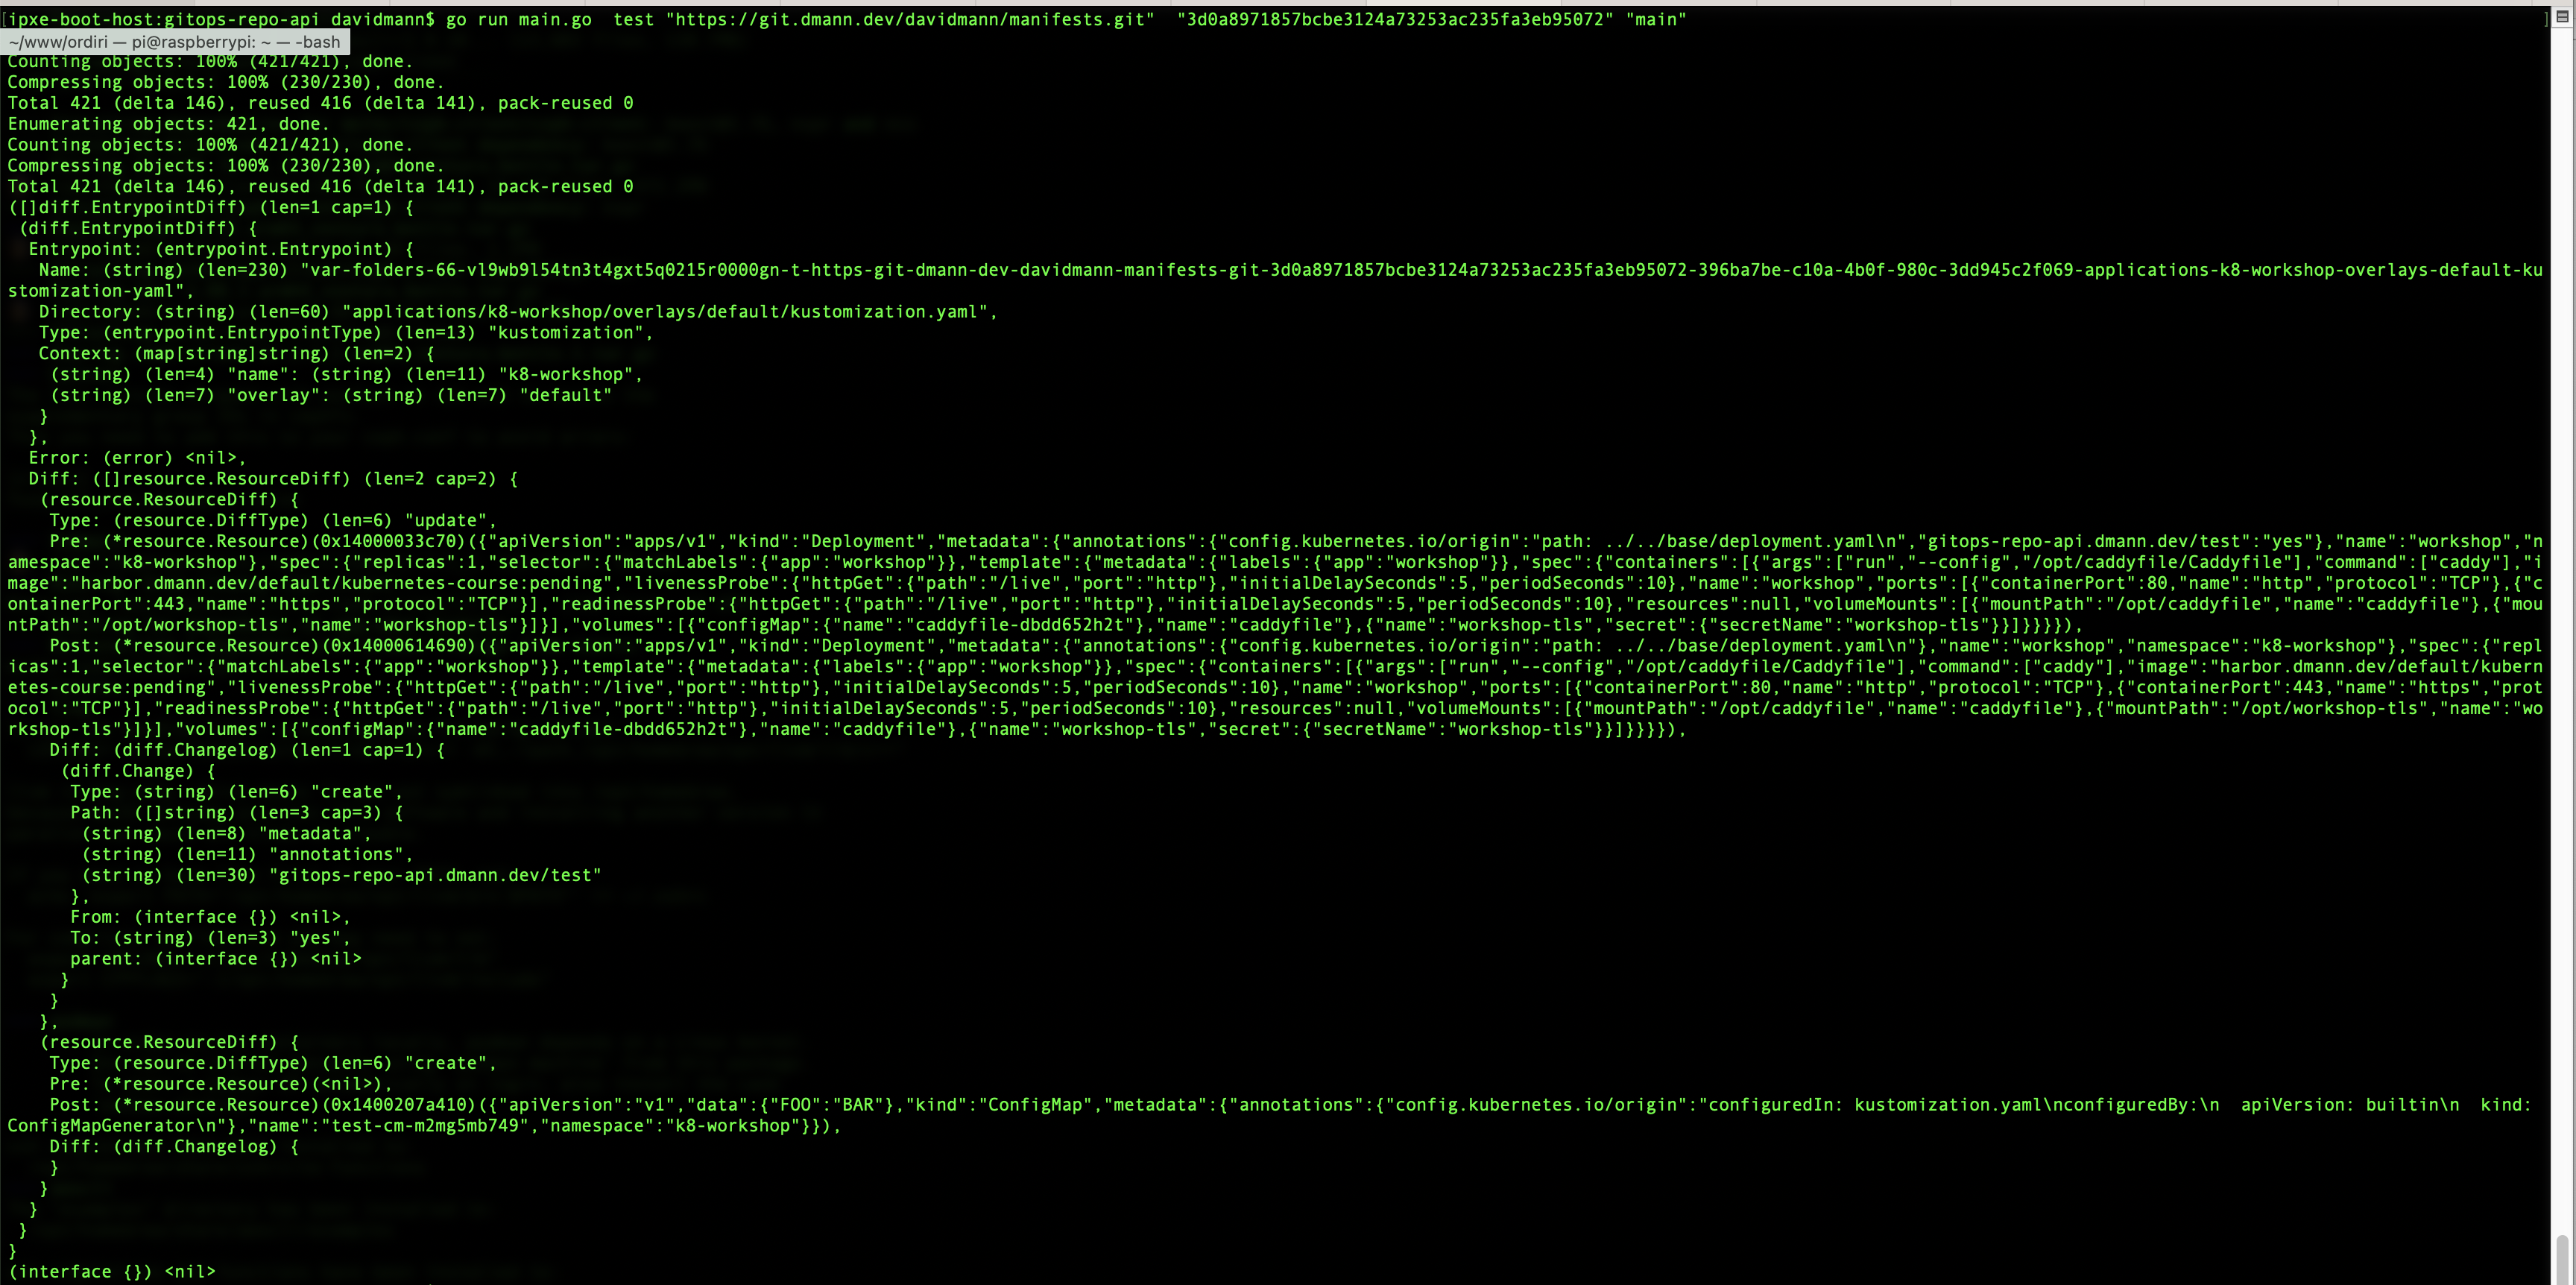 [ipxe-boot-host:gitops-repo-api davidmann$ go run main.go  test "https://git.dmann.dev/davidmann/manifests.git"  "3d0a8971857bcbe3124a73253ac235fa3eb95072" "main" ]
~/www/ordiri — pi@raspberrypi: ~ — -bash
Counting objects: 100% (421/421), done.
Compressing objects: 100% (230/230), done.
Total 421 (delta 146), reused 416 (delta 141), pack-reused 0
Enumerating objects: 421, done.
Counting objects: 100% (421/421), done.
Compressing objects: 100% (230/230), done.
Total 421 (delta 146), reused 416 (delta 141), pack-reused 0
([]diff.EntrypointDiff) (len=1 cap=1) {
 (diff.EntrypointDiff) {
  Entrypoint: (entrypoint.Entrypoint) {
   Name: (string) (len=230) "var-folders-66-vl9wb9l54tn3t4gxt5q0215r0000gn-t-https-git-dmann-dev-davidmann-manifests-git-3d0a8971857bcbe3124a73253ac235fa3eb95072-396ba7be-c10a-4b0f-980c-3dd945c2f069-applications-k8-workshop-overlays-default-ku
stomization-yaml",
   Directory: (string) (len=60) "applications/k8-workshop/overlays/default/kustomization.yaml",
   Type: (entrypoint.EntrypointType) (len=13) "kustomization",
   Context: (map[string]string) (len=2) {
    (string) (len=4) "name": (string) (len=11) "k8-workshop",
    (string) (len=7) "overlay": (string) (len=7) "default"
   }
  },
  Error: (error) <nil>,
  Diff: ([]resource.ResourceDiff) (len=2 cap=2) {
   (resource.ResourceDiff) {
    Type: (resource.DiffType) (len=6) "update",
    Pre: (*resource.Resource)(0x14000033c70)({"apiVersion":"apps/v1","kind":"Deployment","metadata":{"annotations":{"config.kubernetes.io/origin":"path: ../../base/deployment.yaml\n","gitops-repo-api.dmann.dev/test":"yes"},"name":"workshop","n
amespace":"k8-workshop"},"spec":{"replicas":1,"selector":{"matchLabels":{"app":"workshop"}},"template":{"metadata":{"labels":{"app":"workshop"}},"spec":{"containers":[{"args":["run","--config","/opt/caddyfile/Caddyfile"],"command":["caddy"],"i
mage":"harbor.dmann.dev/default/kubernetes-course:pending","livenessProbe":{"httpGet":{"path":"/live","port":"http"},"initialDelaySeconds":5,"periodSeconds":10},"name":"workshop","ports":[{"containerPort":80,"name":"http","protocol":"TCP"},{"c
ontainerPort":443,"name":"https","protocol":"TCP"}],"readinessProbe":{"httpGet":{"path":"/live","port":"http"},"initialDelaySeconds":5,"periodSeconds":10},"resources":null,"volumeMounts":[{"mountPath":"/opt/caddyfile","name":"caddyfile"},{"mou
ntPath":"/opt/workshop-tls","name":"workshop-tls"}]}],"volumes":[{"configMap":{"name":"caddyfile-dbdd652h2t"},"name":"caddyfile"},{"name":"workshop-tls","secret":{"secretName":"workshop-tls"}}]}}}}),
    Post: (*resource.Resource)(0x14000614690)({"apiVersion":"apps/v1","kind":"Deployment","metadata":{"annotations":{"config.kubernetes.io/origin":"path: ../../base/deployment.yaml\n"},"name":"workshop","namespace":"k8-workshop"},"spec":{"repl
icas":1,"selector":{"matchLabels":{"app":"workshop"}},"template":{"metadata":{"labels":{"app":"workshop"}},"spec":{"containers":[{"args":["run","--config","/opt/caddyfile/Caddyfile"],"command":["caddy"],"image":"harbor.dmann.dev/default/kubern
etes-course:pending","livenessProbe":{"httpGet":{"path":"/live","port":"http"},"initialDelaySeconds":5,"periodSeconds":10},"name":"workshop","ports":[{"containerPort":80,"name":"http","protocol":"TCP"},{"containerPort":443,"name":"https","prot
ocol":"TCP"}],"readinessProbe":{"httpGet":{"path":"/live","port":"http"},"initialDelaySeconds":5,"periodSeconds":10},"resources":null,"volumeMounts":[{"mountPath":"/opt/caddyfile","name":"caddyfile"},{"mountPath":"/opt/workshop-tls","name":"wo
rkshop-tls"}]}],"volumes":[{"configMap":{"name":"caddyfile-dbdd652h2t"},"name":"caddyfile"},{"name":"workshop-tls","secret":{"secretName":"workshop-tls"}}]}}}}),
    Diff: (diff.Changelog) (len=1 cap=1) {
     (diff.Change) {
      Type: (string) (len=6) "create",
      Path: ([]string) (len=3 cap=3) {
       (string) (len=8) "metadata",
       (string) (len=11) "annotations",
       (string) (len=30) "gitops-repo-api.dmann.dev/test"
      },
      From: (interface {}) <nil>,
      To: (string) (len=3) "yes",
      parent: (interface {}) <nil>
     }
    }
   },
   (resource.ResourceDiff) {
    Type: (resource.DiffType) (len=6) "create",
    Pre: (*resource.Resource)(<nil>),
    Post: (*resource.Resource)(0x1400207a410)({"apiVersion":"v1","data":{"FOO":"BAR"},"kind":"ConfigMap","metadata":{"annotations":{"config.kubernetes.io/origin":"configuredIn: kustomization.yaml\nconfiguredBy:\n  apiVersion: builtin\n  kind:
ConfigMapGenerator\n"},"name":"test-cm-m2mg5mb749","namespace":"k8-workshop"}}),
    Diff: (diff.Changelog) {
    }
   }
  }
 }
}
(interface {}) <nil>